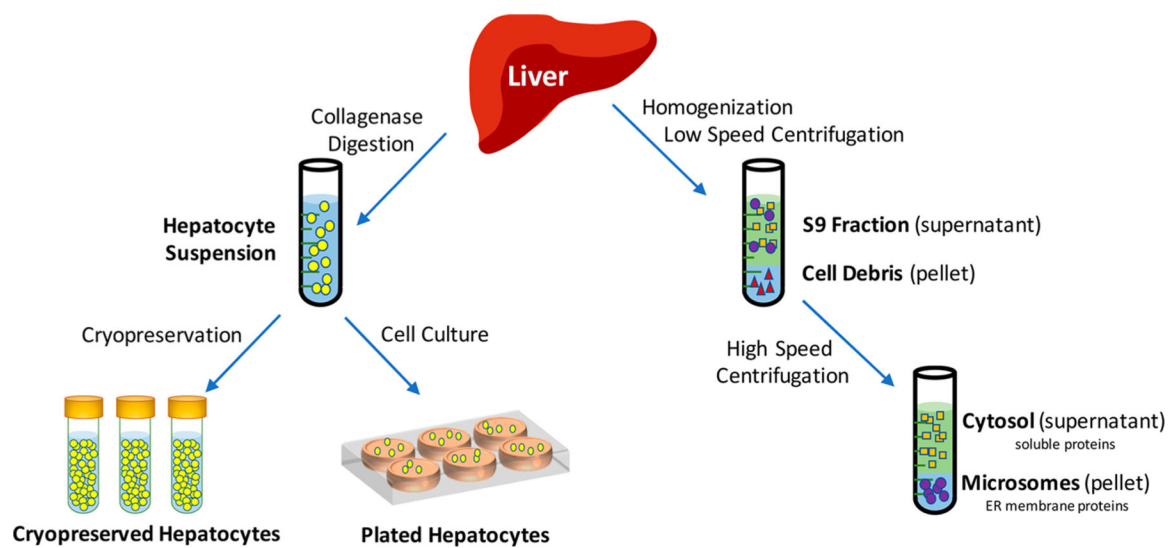 Liver
Collagenase
Digestion
Homogenization
Low Speed Centrifugation
Hepatocyte
Suspension
S9 Fraction (supernatant)
Cell Debris (pellet)
Cryopreservation
Cell Culture
High Speed
Centrifugation
Cytosol (supernatant)
soluble proteins
Microsomes (pellet)
ER membrane proteins
Cryopreserved Hepatocytes
Plated Hepatocytes